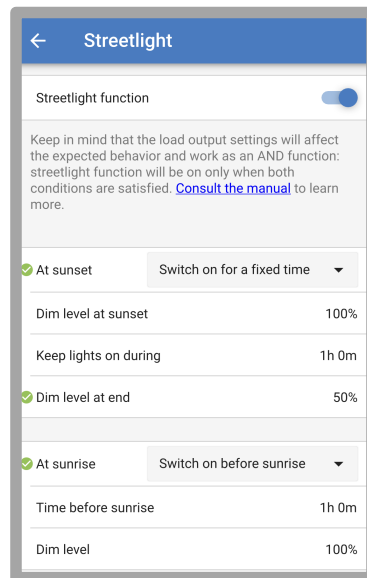 Streetlight
Streetlight function
Keep in mind that the load output settings will affect
the expected behavior and work as an AND function:
streetlight function will be on only when both
conditions are satisfied. Consult the manual to learn
more.
At sunset Switch on for a fixed time
Dim level at sunset 100%
Keep lights on during 1h 0m
Dim level at end 50%
At sunrise Switch on before sunrise
Time before sunrise 1h 0m
Dim level 100%